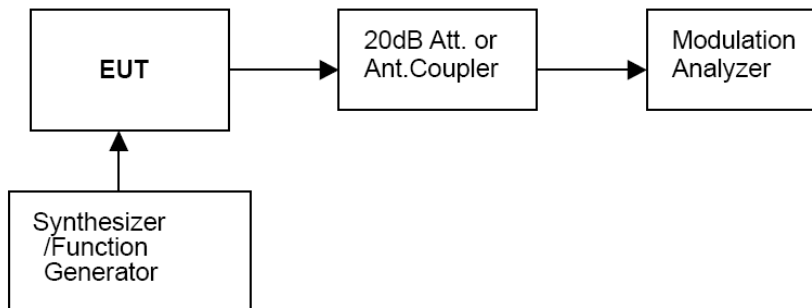 EUT
20dB Att. or
Ant.Coupler
Modulation
Analyzer
Synthesizer
/Function
Generator